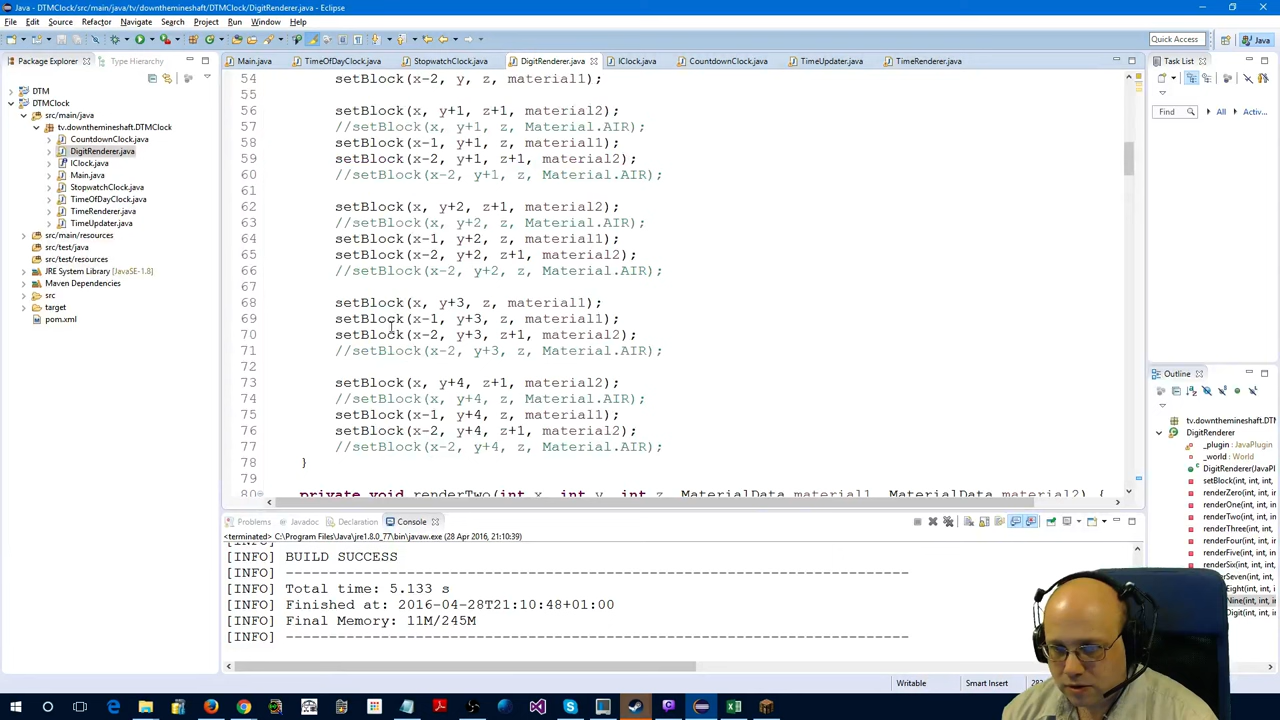 Java - DTMClock/src/main/java/tv/downthemineshaft/DTMClock/DigitRenderer.java - Eclipse
File Edit Source Refactor Navigate Search Project Run Window Help
Quick Access
Java
Package Explorer
Type Hierarchy
Main.java
TimeOfDayClock.java
StopwatchClock.java
DigitRenderer.java
IClock.java
CountdownClock.java
TimeUpdater.java
TimeRenderer.java
Task List
DTM
DTMClock
src/main/java
tv.downthemineshaft.DTMClock
CountdownClock.java
DigitRenderer.java
IClock.java
Main.java
StopwatchClock.java
TimeOfDayClock.java
TimeRenderer.java
TimeUpdater.java
src/main/resources
src/test/java
src/test/resources
JRE System Library [JavaSE-1.8]
Maven Dependencies
src
target
pom.xml
54 setBlock(x-2, y, z, material1);
55
56 setBlock(x, y+1, z+1, material2);
57 //setBlock(x, y+1, z, Material.AIR);
58 setBlock(x-1, y+1, z, material1);
59 setBlock(x-2, y+1, z+1, material2);
60 //setBlock(x-2, y+1, z, Material.AIR);
61
62 setBlock(x, y+2, z+1, material2);
63 //setBlock(x, y+2, z, Material.AIR);
64 setBlock(x-1, y+2, z, material1);
65 setBlock(x-2, y+2, z+1, material2);
66 //setBlock(x-2, y+2, z, Material.AIR);
67
68 setBlock(x, y+3, z, material1);
69 setBlock(x-1, y+3, z, material1);
70 setBlock(x-2, y+3, z+1, material2);
71 //setBlock(x-2, y+3, z, Material.AIR);
72
73 setBlock(x, y+4, z+1, material2);
74 //setBlock(x, y+4, z, Material.AIR);
75 setBlock(x-1, y+4, z, material1);
76 setBlock(x-2, y+4, z+1, material2);
77 //setBlock(x-2, y+4, z, Material.AIR);
78 }
79
80 private void renderTwo(int x, int y, int z, MaterialData material1, MaterialData material2) {
Find
All
Activ...
Outline
tv.downthemineshaft.D
DigitRenderer
_plugin : JavaPlugin
_world : World
DigitRenderer(JavaPl
setBlock(int, int, int,
renderZero(int, int, i
renderOne(int, int, i
renderTwo(int, int, i
renderThree(int, int,
renderFour(int, int, i
renderFive(int, int, in
renderSix(int, int, int
Seven(int, int,
Eight(int, int, i
Nine(int, int, i
Digit(int, int, i
Problems
Javadoc
Declaration
Console
<terminated> C:\Program Files\Java\jre1.8.0_77\bin\javaw.exe (28 Apr 2016, 21:10:39)
[INFO] BUILD SUCCESS
[INFO] ------------------------------------------------------------------------
[INFO] Total time: 5.133 s
[INFO] Finished at: 2016-04-28T21:10:48+01:00
[INFO] Final Memory: 11M/245M
[INFO] ------------------------------------------------------------------------
Writable
Smart Insert